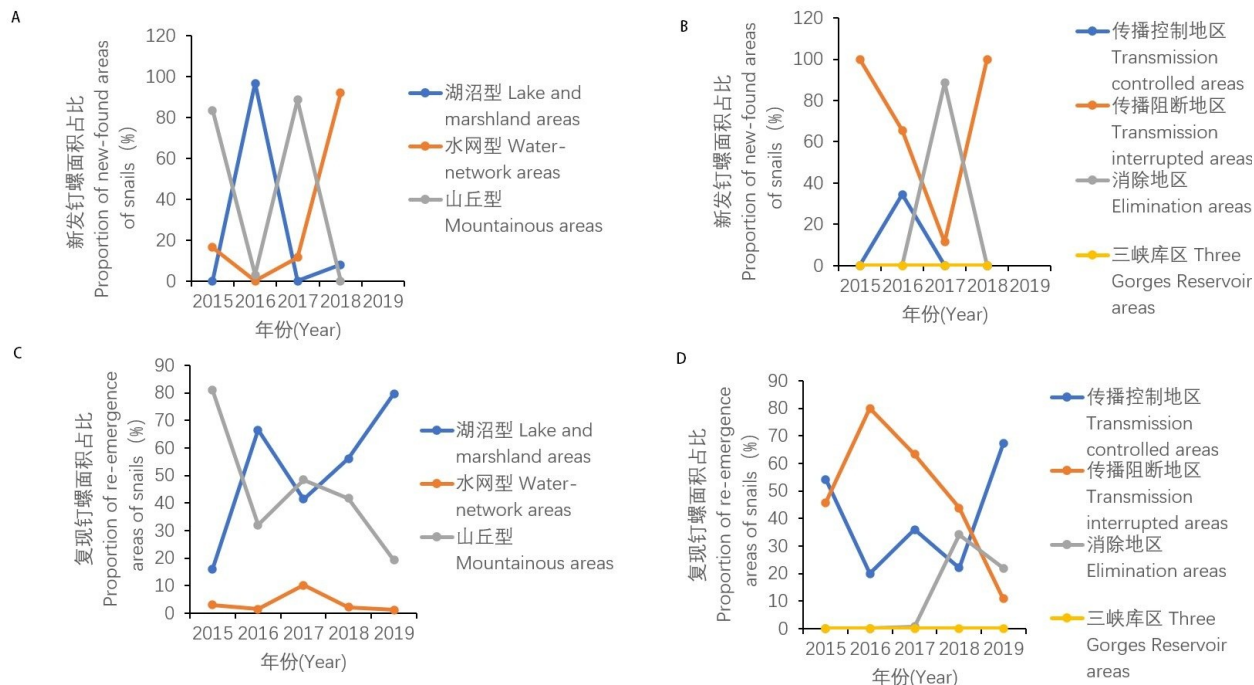 A
新发钉螺面积占比
Proportion of new-found areas
of snails（%）
120
100
80
60
40
20
0
2015 2016 2017 2018 2019
年份(Year)
湖沼型 Lake and
marshland areas
水网型 Water-
network areas
山丘型
Mountainous areas
B
新发钉螺面积占比
Proportion of new-found areas
of snails（%）
120
100
80
60
40
20
0
2015 2016 2017 2018 2019
年份(Year)
传播控制地区
Transmission
controlled areas
传播阻断地区
Transmission
interrupted areas
消除地区
Elimination areas
三峡库区 Three
Gorges Reservoir
areas
C
复现钉螺面积占比
Proportion of re-emergence
areas of snails（%）
90
80
70
60
50
40
30
20
10
0
2015 2016 2017 2018 2019
年份(Year)
湖沼型 Lake and
marshland areas
水网型 Water-
network areas
山丘型
Mountainous areas
D
复现钉螺面积占比
Proportion of re-emergence
areas of snails（%）
90
80
70
60
50
40
30
20
10
0
2015 2016 2017 2018 2019
年份(Year)
传播控制地区
Transmission
controlled areas
传播阻断地区
Transmission
interrupted areas
消除地区
Elimination areas
三峡库区 Three
Gorges Reservoir
areas